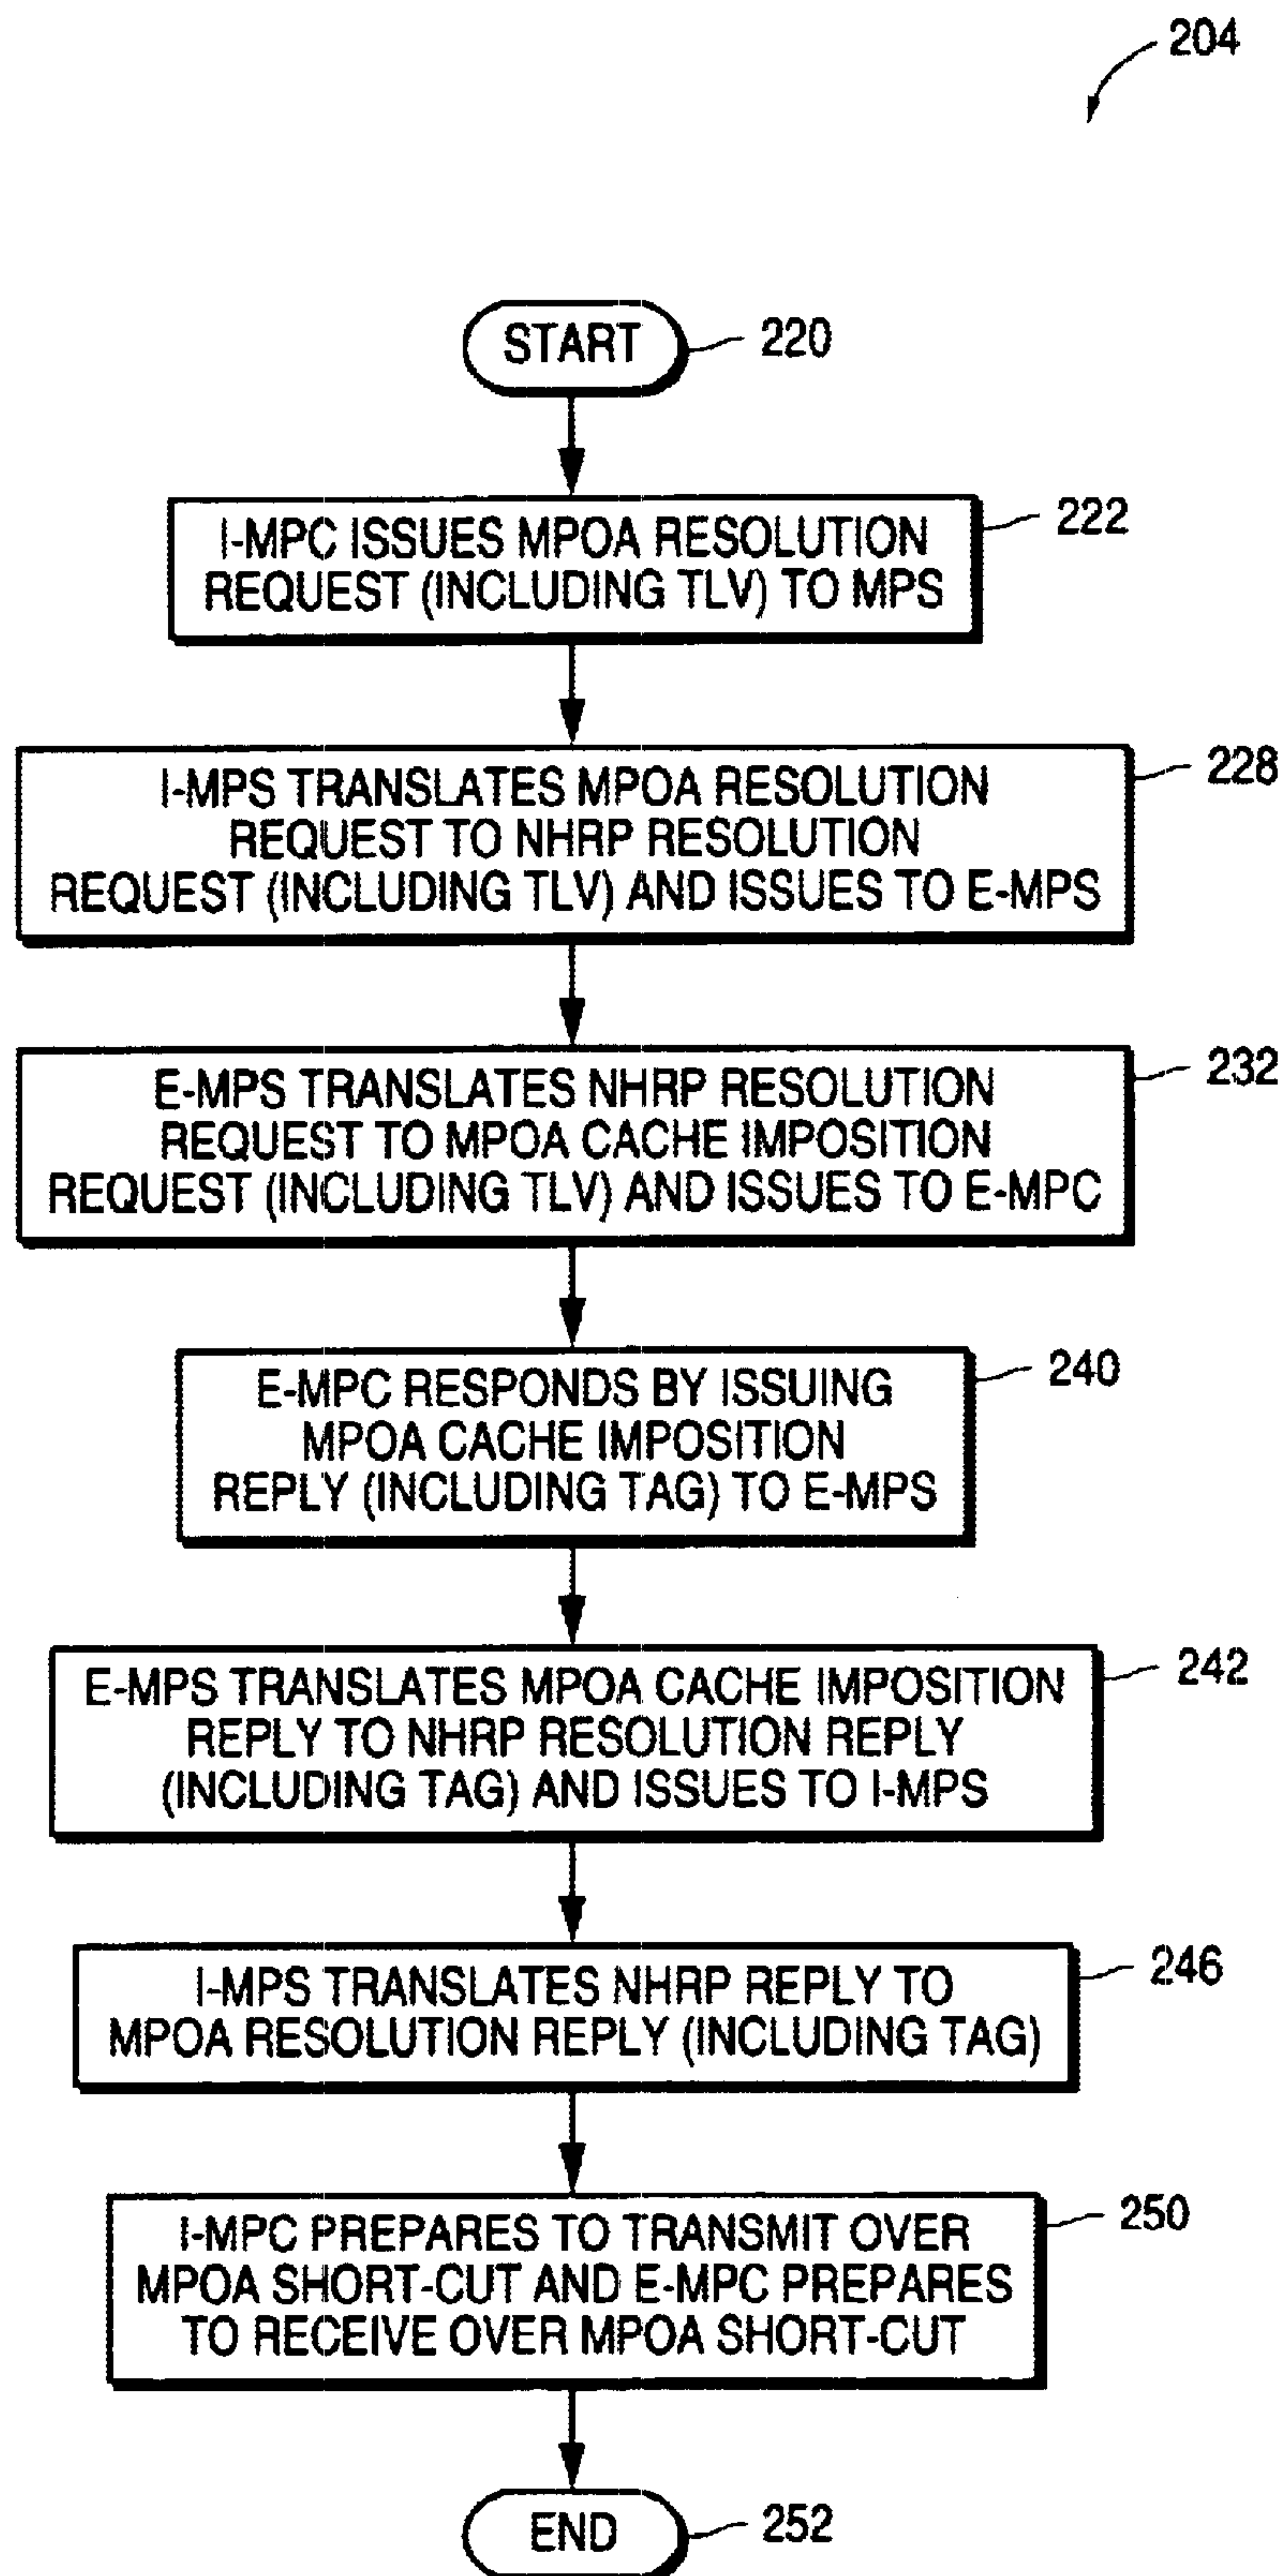 204
START
220
I-MPC ISSUES MPOA RESOLUTION
REQUEST (INCLUDING TLV) TO MPS
222
I-MPS TRANSLATES MPOA RESOLUTION
REQUEST TO NHRP RESOLUTION
REQUEST (INCLUDING TLV) AND ISSUES TO E-MPS
228
E-MPS TRANSLATES NHRP RESOLUTION
REQUEST TO MPOA CACHE IMPOSITION
REQUEST (INCLUDING TLV) AND ISSUES TO E-MPC
232
E-MPC RESPONDS BY ISSUING
MPOA CACHE IMPOSITION
REPLY (INCLUDING TAG) TO E-MPS
240
E-MPS TRANSLATES MPOA CACHE IMPOSITION
REPLY TO NHRP RESOLUTION REPLY
(INCLUDING TAG) AND ISSUES TO I-MPS
242
I-MPS TRANSLATES NHRP REPLY TO
MPOA RESOLUTION REPLY (INCLUDING TAG)
246
I-MPC PREPARES TO TRANSMIT OVER
MPOA SHORT-CUT AND E-MPC PREPARES
TO RECEIVE OVER MPOA SHORT-CUT
250
END
252